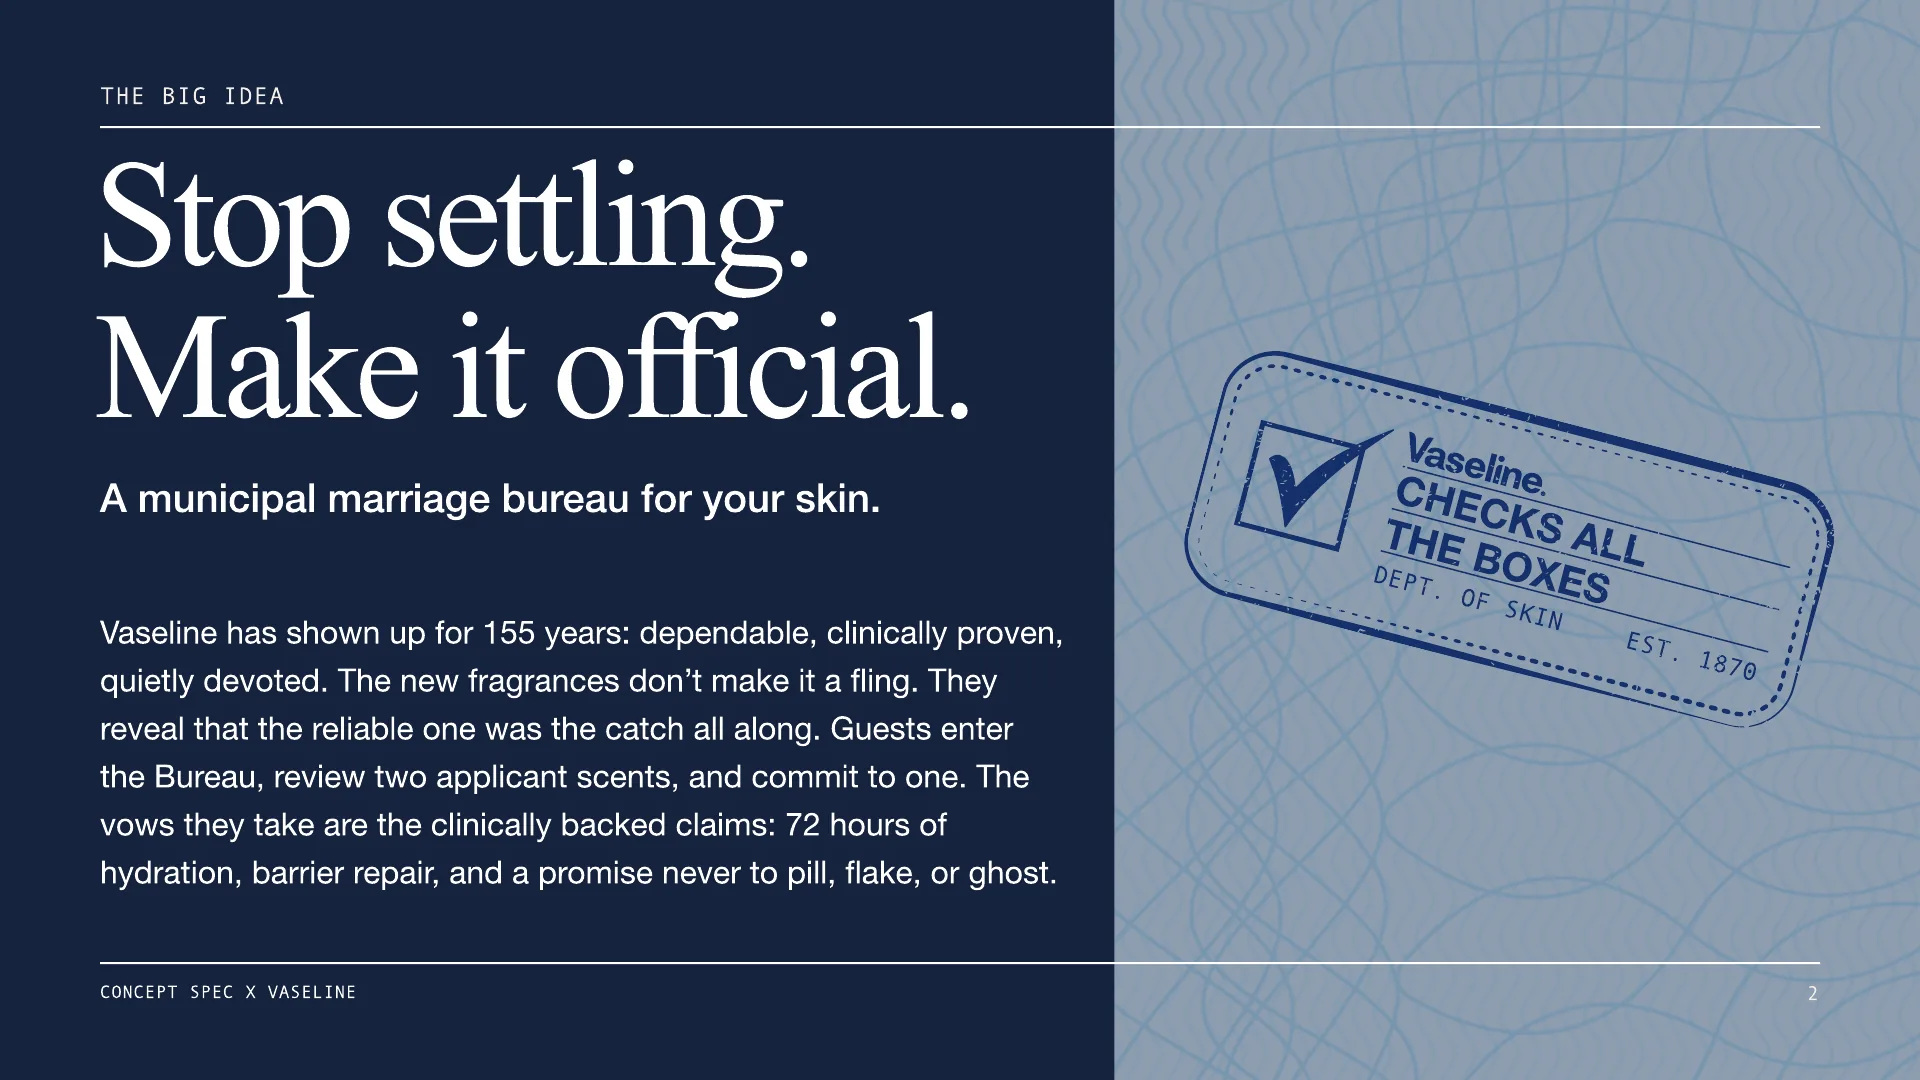 THE BIG IDEA
Stop settling.
Make it official.
A municipal marriage bureau for your skin.
Vaseline has shown up for 155 years: dependable, clinically proven,
quietly devoted. The new fragrances don’t make it a fling. They
reveal that the reliable one was the catch all along. Guests enter
the Bureau, review two applicant scents, and commit to one. The
vows they take are the clinically backed claims: 72 hours of
hydration, barrier repair, and a promise never to pill, flake, or ghost.
Vaseline.
CHECKS ALL
THE BOXES
DEPT. OF SKIN EST. 1870
CONCEPT SPEC X VASELINE
2